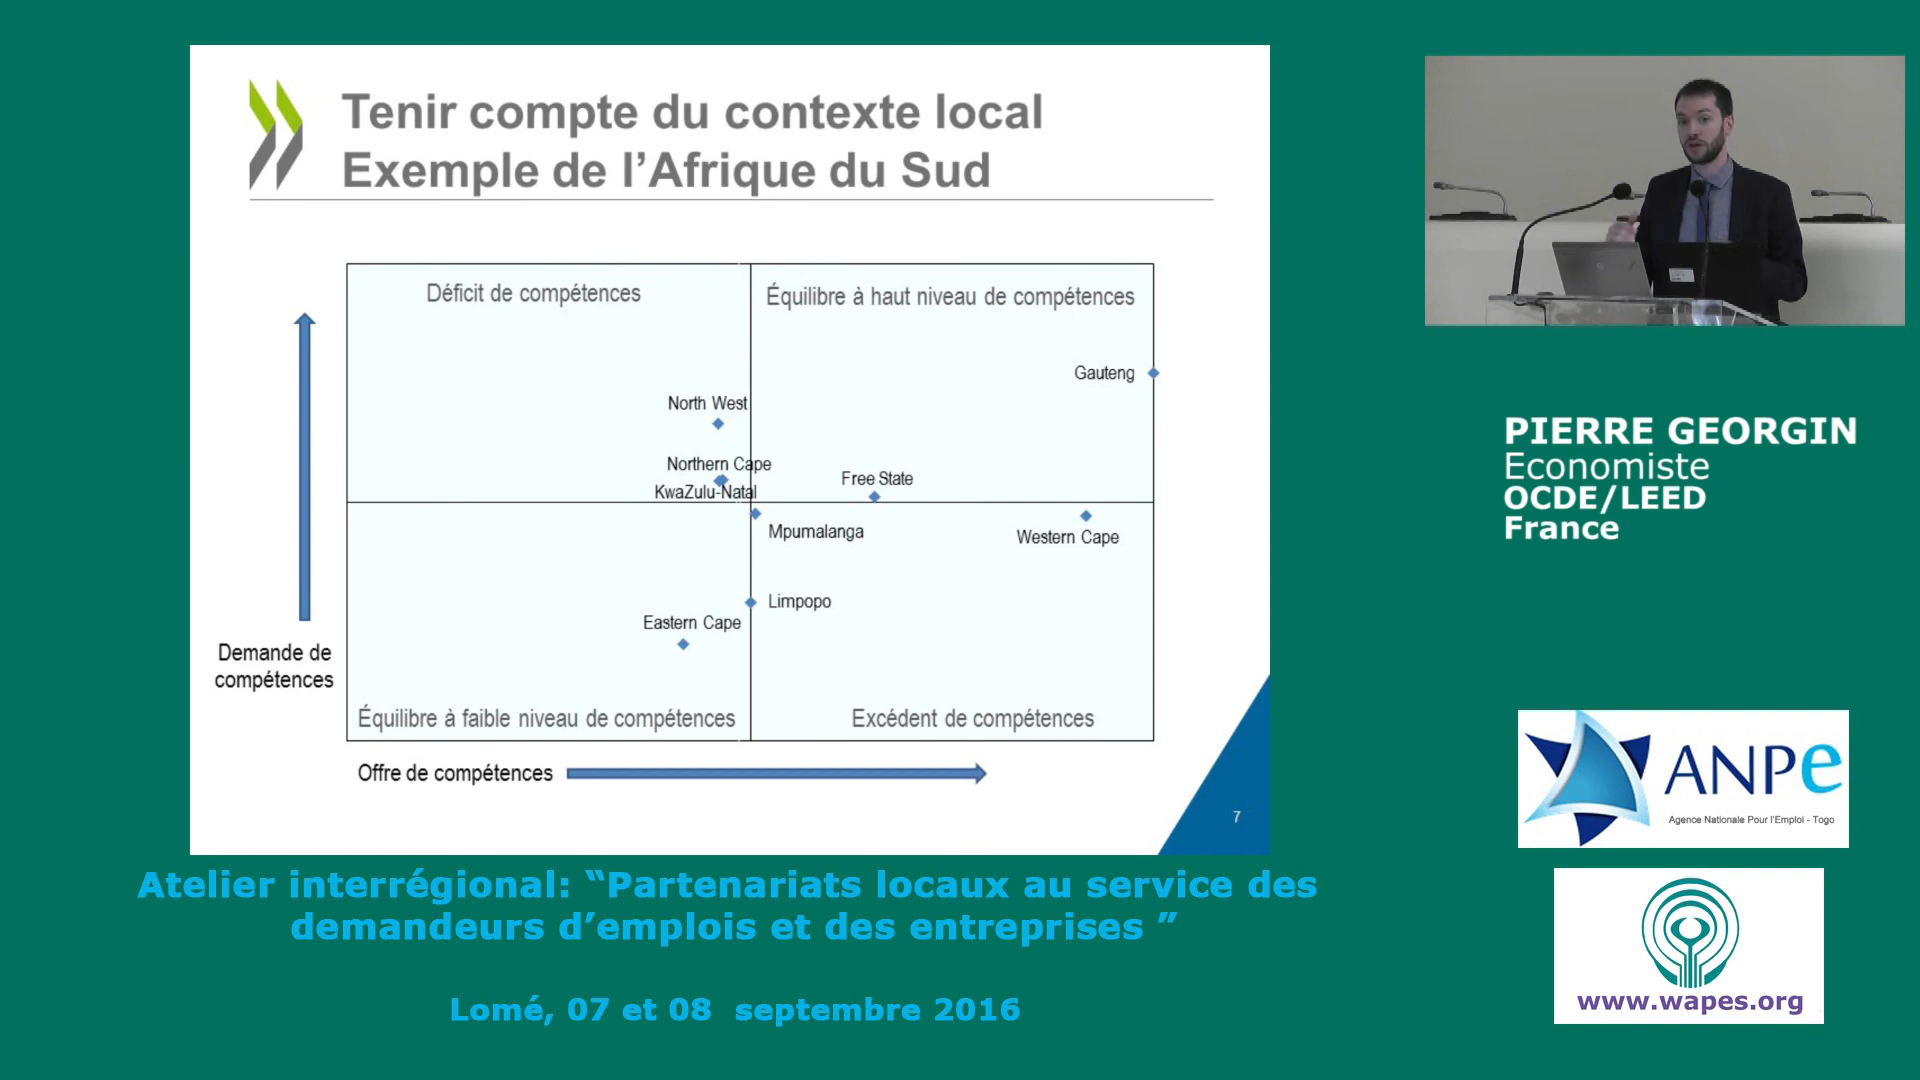 Tenir compte du contexte local
Exemple de l’Afrique du Sud
Déficit de compétences
Équilibre à haut niveau de compétences
Gauteng
North West
Northern Cape
Free State
KwaZulu-Natal
Mpumalanga
Western Cape
Limpopo
Eastern Cape
Demande de
compétences
Équilibre à faible niveau de compétences
Excédent de compétences
Offre de compétences
7
PIERRE GEORGIN
Economiste
OCDE/LEED
France
ANPe
Agence Nationale Pour l'Emploi - Togo
www.wapes.org
Atelier interrégional: “Partenariats locaux au service des
demandeurs d’emplois et des entreprises ”
Lomé, 07 et 08 septembre 2016